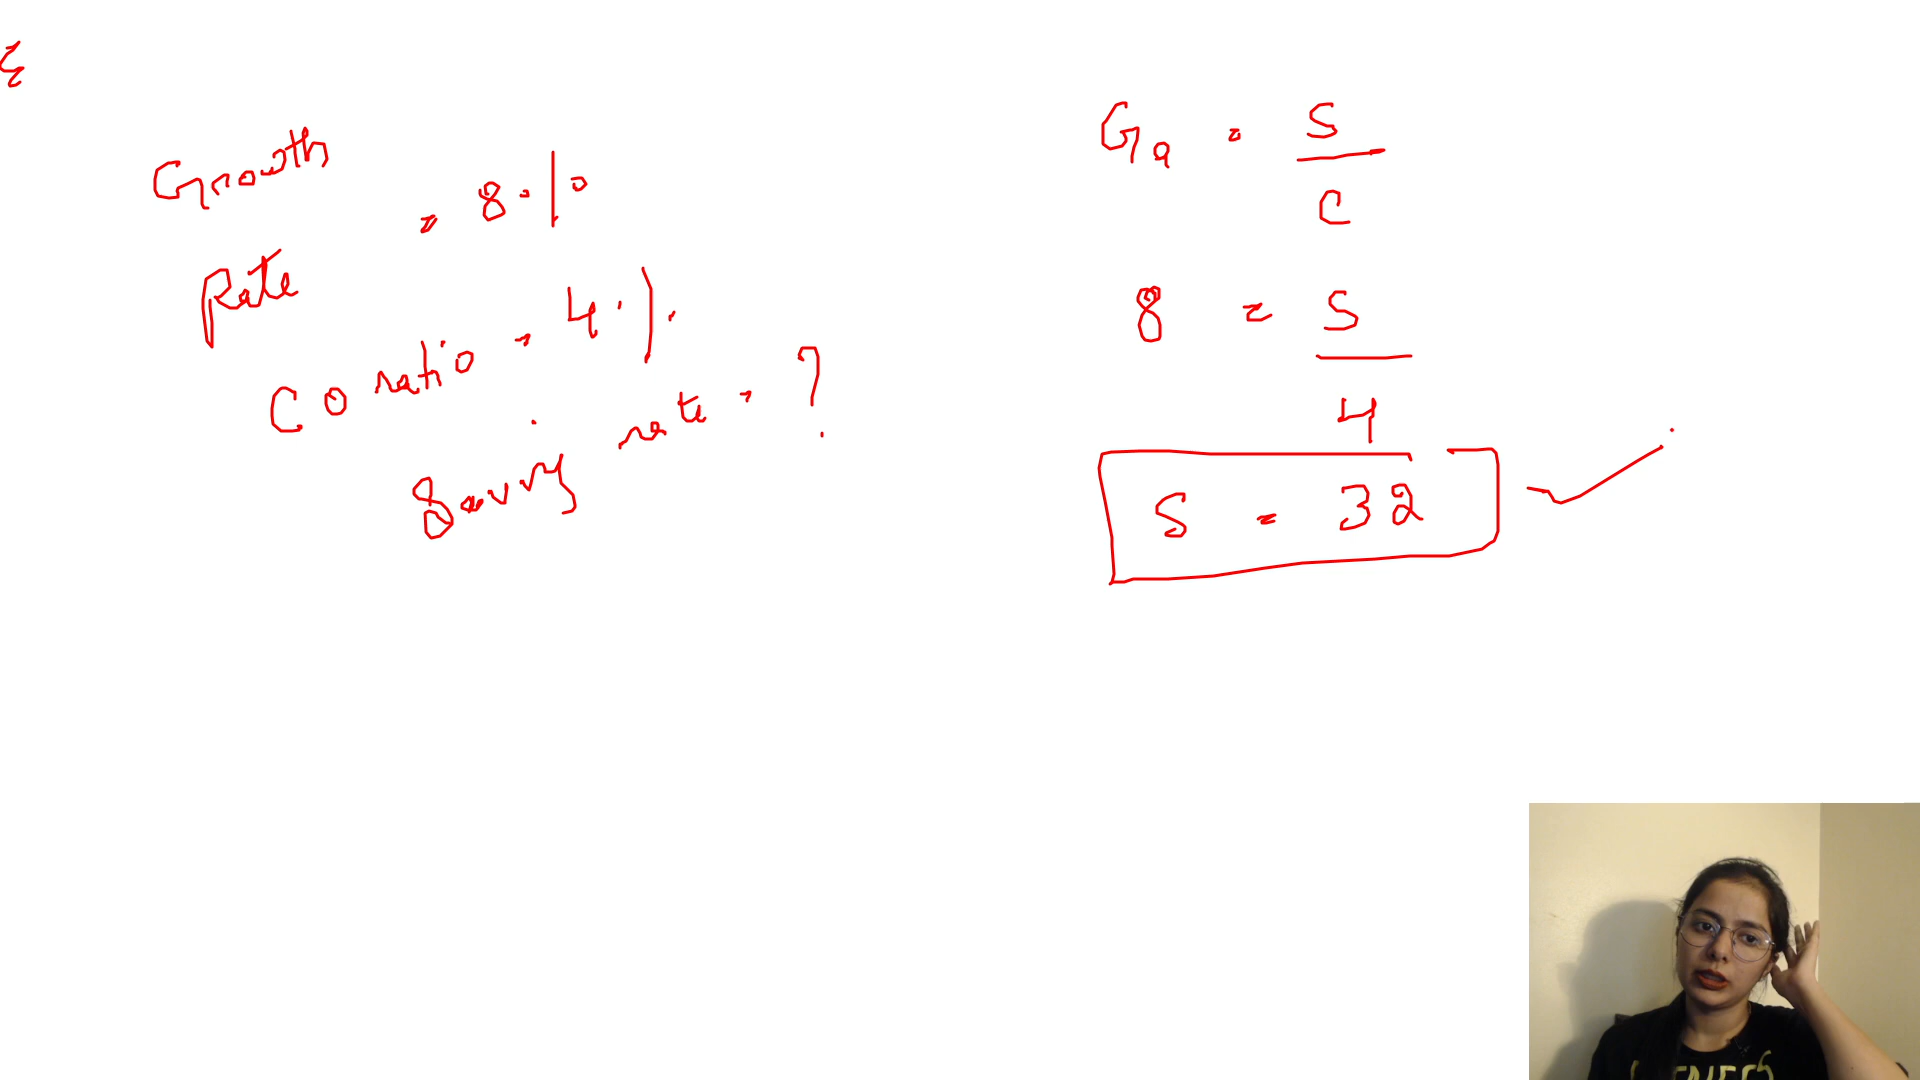 Growth
Rate = 8%
CO ratio = 4%.
Saving rate = ?
Ga = S
C
8 = S
4
S = 32